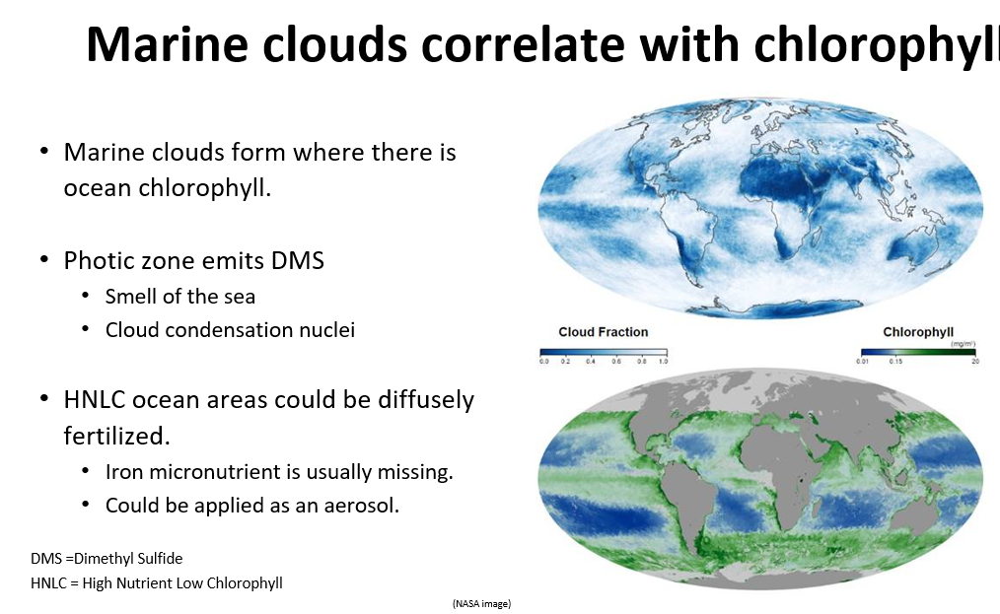 Marine clouds correlate with chlorophyll
• Marine clouds form where there is
ocean chlorophyll.
• Photic zone emits DMS
• Smell of the sea
• Cloud condensation nuclei
• HNLC ocean areas could be diffusely
fertilized.
• Iron micronutrient is usually missing.
• Could be applied as an aerosol.
DMS =Dimethyl Sulfide
HNLC = High Nutrient Low Chlorophyll
(NASA image)
Cloud Fraction
0.0 0.2 0.4 0.6 0.8 1.0
Chlorophyll
(mg/m³)
0.01 0.15 20